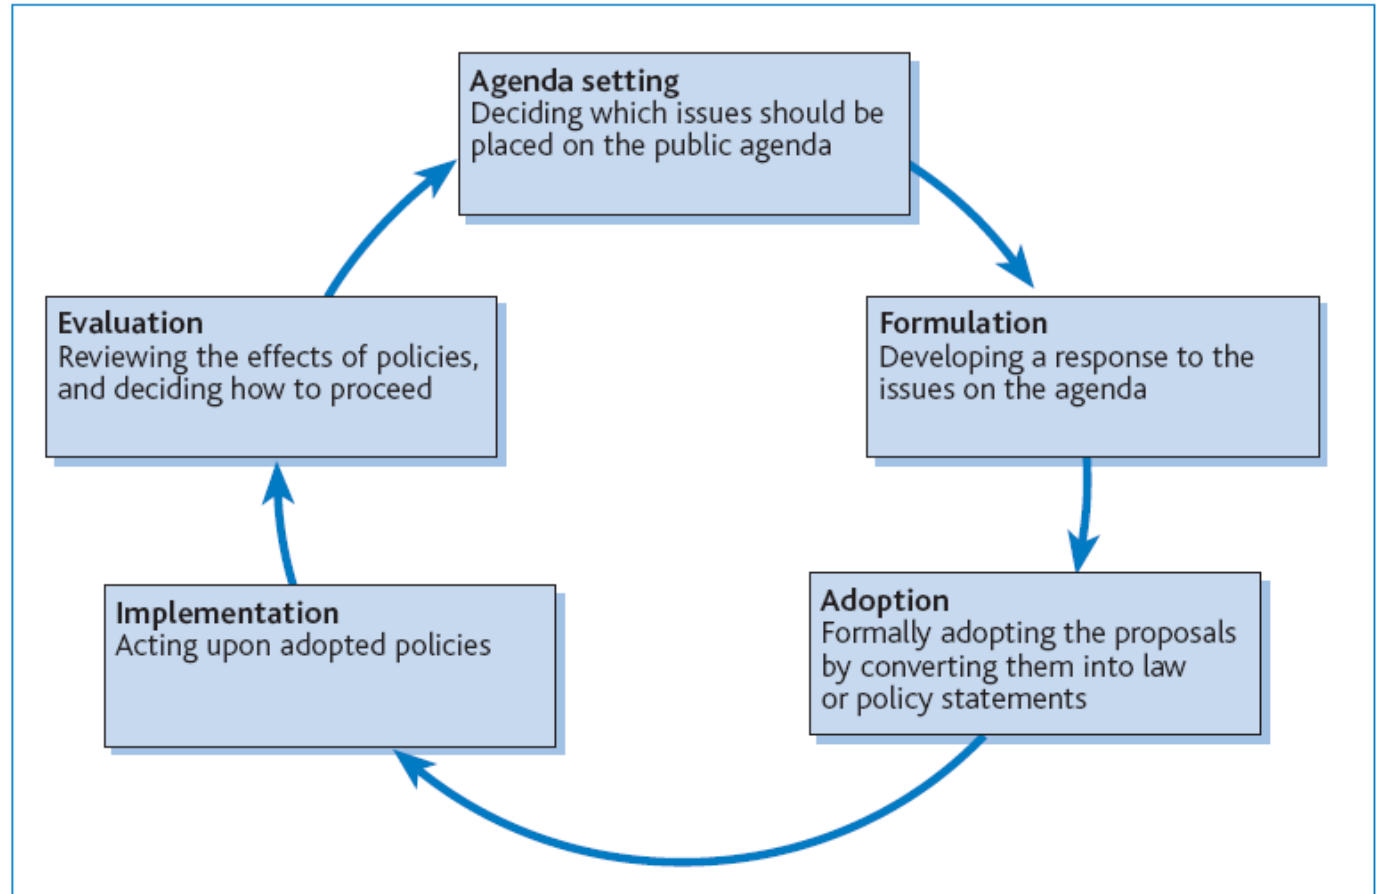 Agenda setting
Deciding which issues should be
placed on the public agenda
Formulation
Developing a response to the
issues on the agenda
Adoption
Formally adopting the proposals
by converting them into law
or policy statements
Implementation
Acting upon adopted policies
Evaluation
Reviewing the effects of policies,
and deciding how to proceed